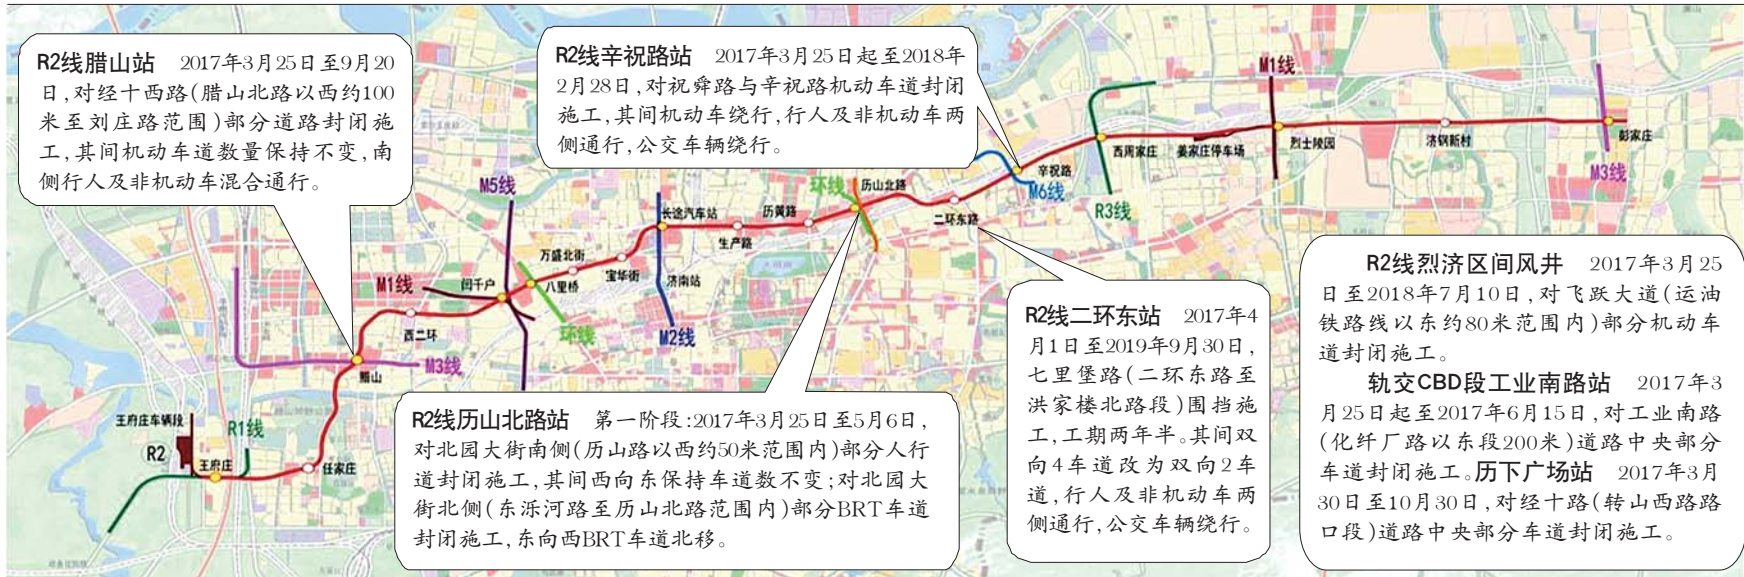 R2线腊山站　2017年3月25日至9月20
日,对经十西路(腊山北路以西约100
米至刘庄路范围)部分道路封闭施
工,其间机动车道数量保持不变,南
侧行人及非机动车混合通行。
R2线辛祝路站　2017年3月25日起至2018年
2月28日,对祝舜路与辛祝路机动车道封闭
施工,其间机动车绕行,行人及非机动车两
侧通行,公交车辆绕行。
M1线
彭家庄
济钢新村
烈士陵园
姜家庄停车场
西周家庄
M3线
辛祝路
M6线
R3线
历山北路
环线
二环东路
历黄路
生产路
长途汽车站
M5线
万盛北街
宝华街
济南站
M2线
八里桥
环线
闫千户
M1线
西二环
M3线
腊山
王府庄车辆段
R2
R1线
王府庄
任家庄
R2线历山北路站　第一阶段:2017年3月25日至5月6日,
对北园大街南侧(历山路以西约50米范围内)部分人行
道封闭施工,其间西向东保持车道数不变;对北园大
街北侧(东泺河路至历山北路范围内)部分BRT车道
封闭施工,东向西BRT车道北移。
R2线二环东站　2017年4
月1日至2019年9月30日,
七里堡路(二环东路至
洪家楼北路段)围挡施
工,工期两年半。其间双
向4车道改为双向2车
道,行人及非机动车两
侧通行,公交车辆绕行。
R2线烈济区间风井　2017年3月25
日至2018年7月10日,对飞跃大道(运油
铁路线以东约80米范围内)部分机动车
道封闭施工。
轨交CBD段工业南路站　2017年3
月25日起至2017年6月15日,对工业南路
(化纤厂路以东段200米)道路中央部分
车道封闭施工。历下广场站　2017年3月
30日至10月30日,对经十路(转山西路路
口段)道路中央部分车道封闭施工。